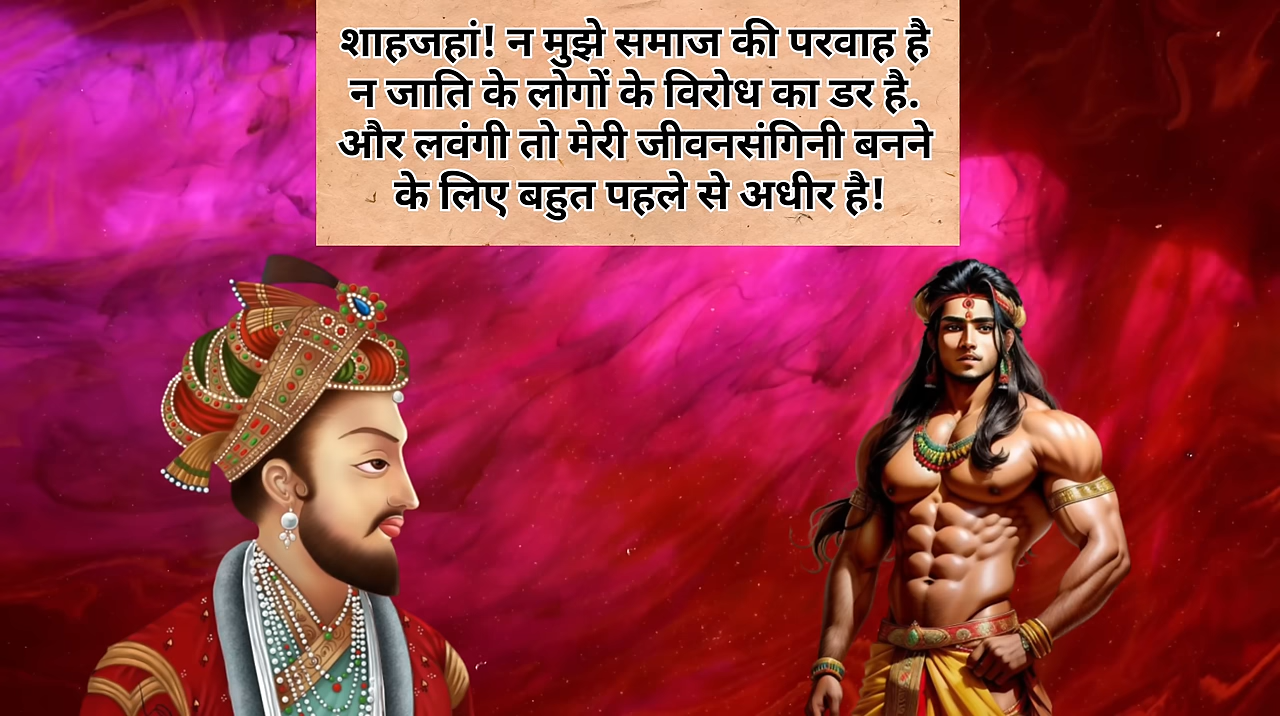 शाहजहां! न मुझे समाज की परवाह है
न जाति के लोगों के विरोध का डर है.
और लवंगी तो मेरी जीवनसंगिनी बनने
के लिए बहुत पहले से अधीर है!